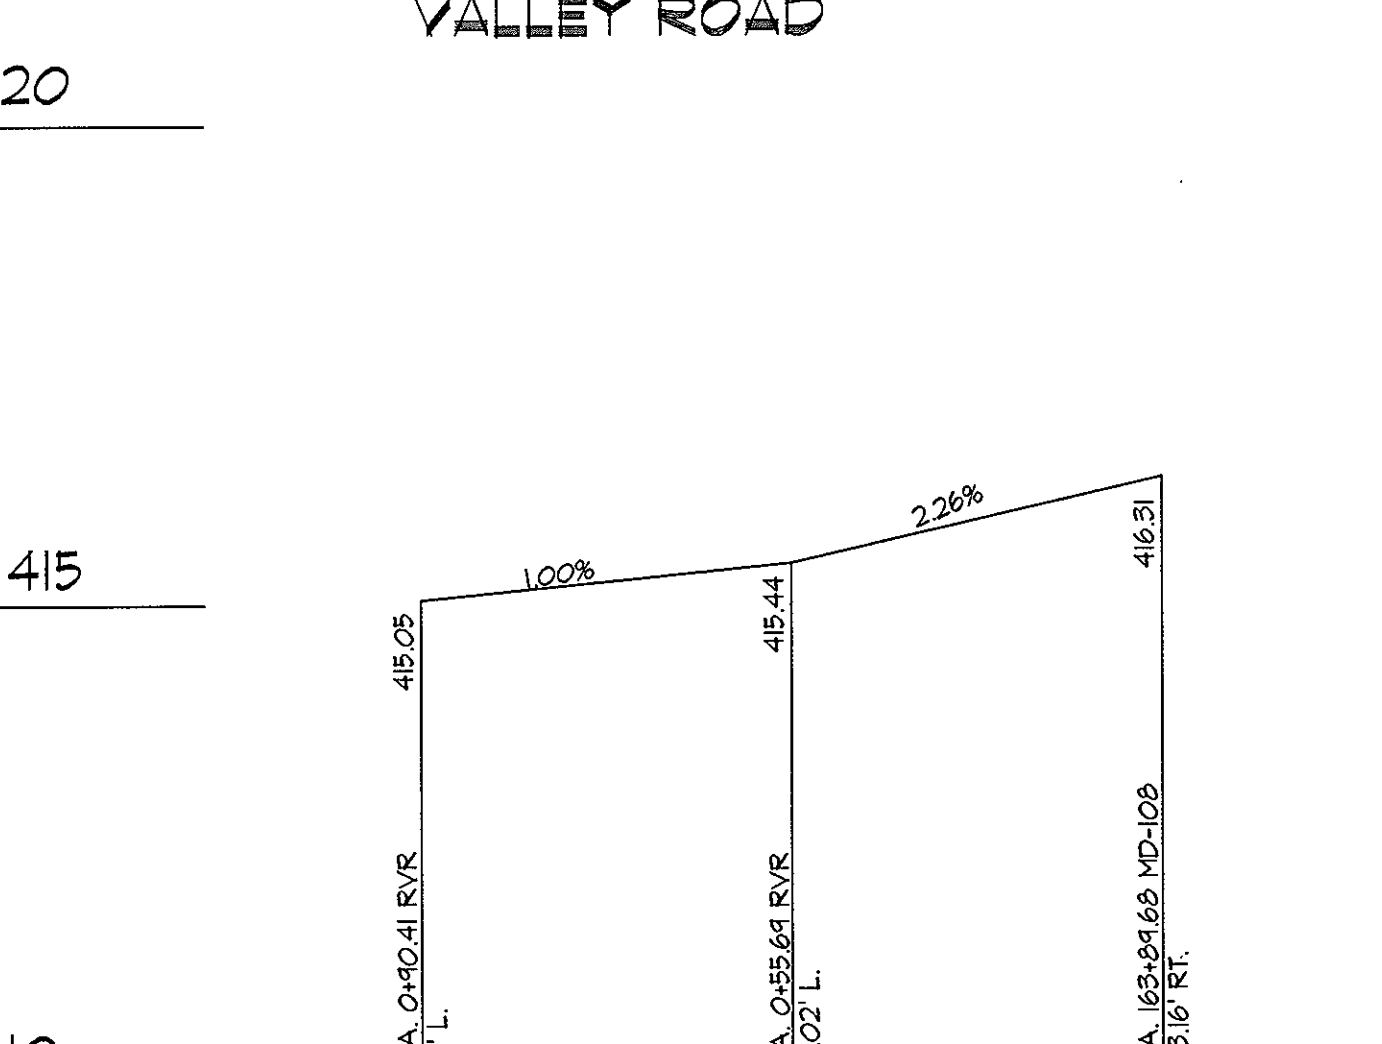 VALLEY ROAD
20
415
1.00%
2.26%
415.05
415.44
416.31
A. 0+90.41 RVR
' L.
A. 0+55.69 RVR
.02' L.
A. 163+89.68 MD-108
3.16' RT.